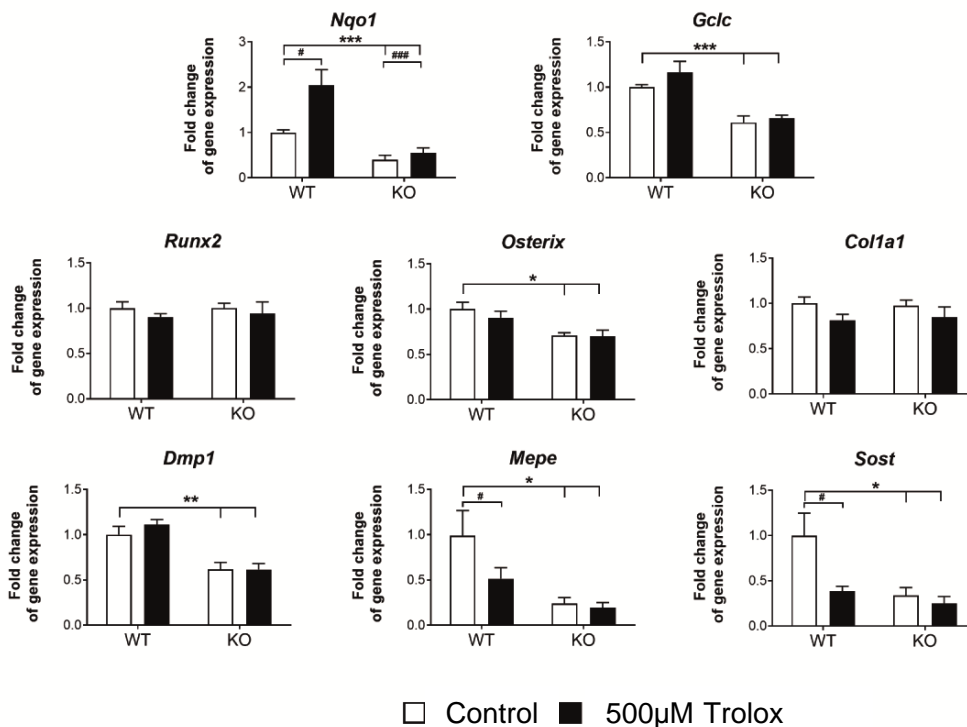 Nqo1
Gclc
Fold change
of gene expression
3
2
1
0
***
#
###
WT
KO
Fold change
of gene expression
1.5
1.0
0.5
0.0
***
WT
KO
Runx2
Osterix
Col1a1
Fold change
of gene expression
1.5
1.0
0.5
0.0
WT
KO
Fold change
of gene expression
1.5
1.0
0.5
0.0
*
WT
KO
Fold change
of gene expression
1.5
1.0
0.5
0.0
WT
KO
Dmp1
Mepe
Sost
Fold change
of gene expression
1.5
1.0
0.5
0.0
**
WT
KO
Fold change
of gene expression
1.5
1.0
0.5
0.0
*
#
WT
KO
Fold change
of gene expression
1.5
1.0
0.5
0.0
*
#
WT
KO
Control
500µM Trolox